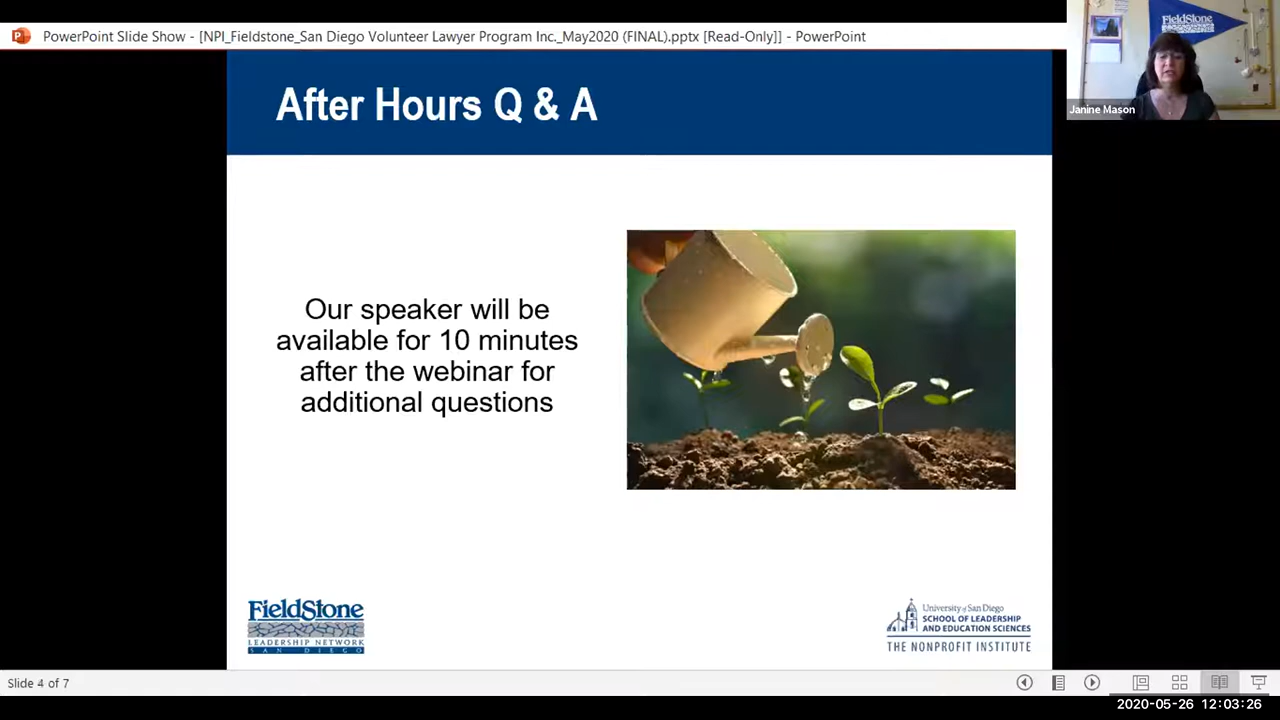 PowerPoint Slide Show - [NPI_Fieldstone_San Diego Volunteer Lawyer Program Inc._May2020 (FINAL).pptx [Read-Only]] - PowerPoint
FieldStone
Janine Mason
After Hours Q & A
Our speaker will be
available for 10 minutes
after the webinar for
additional questions
FieldStone
LEADERSHIP NETWORK
SAN DIEGO
University of San Diego
SCHOOL OF LEADERSHIP
AND EDUCATION SCIENCES
THE NONPROFIT INSTITUTE
Slide 4 of 7
2020-05-26 12:03:26